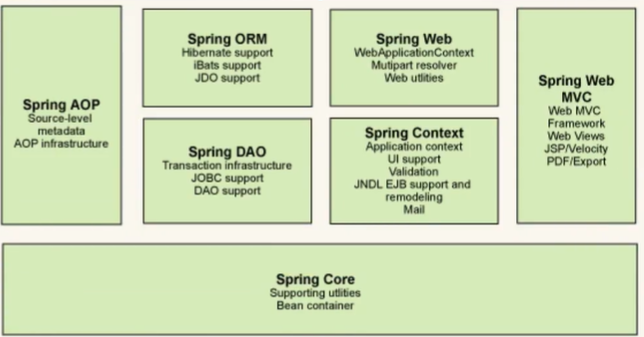 Spring AOP
Source-level
metadata
AOP infrastructure
Spring ORM
Hibernate support
iBats support
JDO support
Spring DAO
Transaction infrastructure
JOBC support
DAO support
Spring Web
WebApplicationContext
Mutipart resolver
Web utlities
Spring Context
Application context
UI support
Validation
JNDL EJB support and
remodeling
Mail
Spring Web
MVC
Web MVC
Framework
Web Views
JSP/Velocity
PDF/Export
Spring Core
Supporting utlities
Bean container